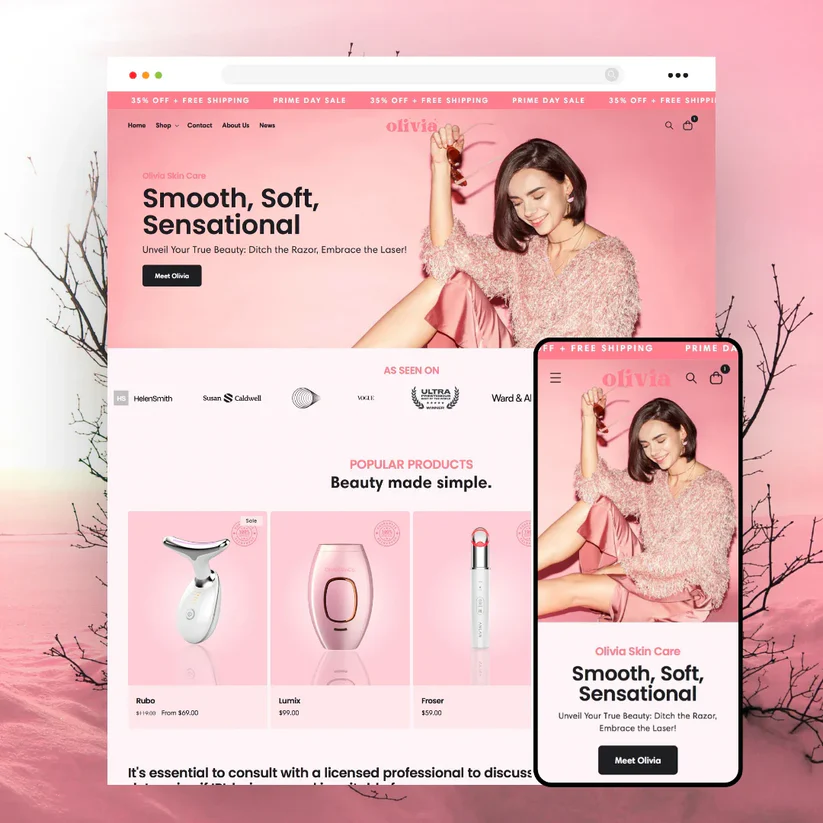 35% OFF + FREE SHIPPING PRIME DAY SALE 35% OFF + FREE SHIPPING PRIME DAY SALE 35% OFF + FREE SHIPPI
Home Shop Contact About Us News
olivia
1
Olivia Skin Care
Smooth, Soft,
Sensational
Unveil Your True Beauty: Ditch the Razor, Embrace the Laser!
Meet Olivia
AS SEEN ON
HS HelenSmith
Susan S Caldwell
VOGUE
ULTRA
WINNER
Ward & Al
POPULAR PRODUCTS
Beauty made simple.
Sale
100%
100%
Rubo
$119.00 From $69.00
Lumix
$99.00
Froser
$59.00
It's essential to consult with a licensed professional to discuss
OFF + FREE SHIPPING PRIME DA
olivia
1
Olivia Skin Care
Smooth, Soft,
Sensational
Unveil Your True Beauty: Ditch the Razor,
Embrace the Laser!
Meet Olivia